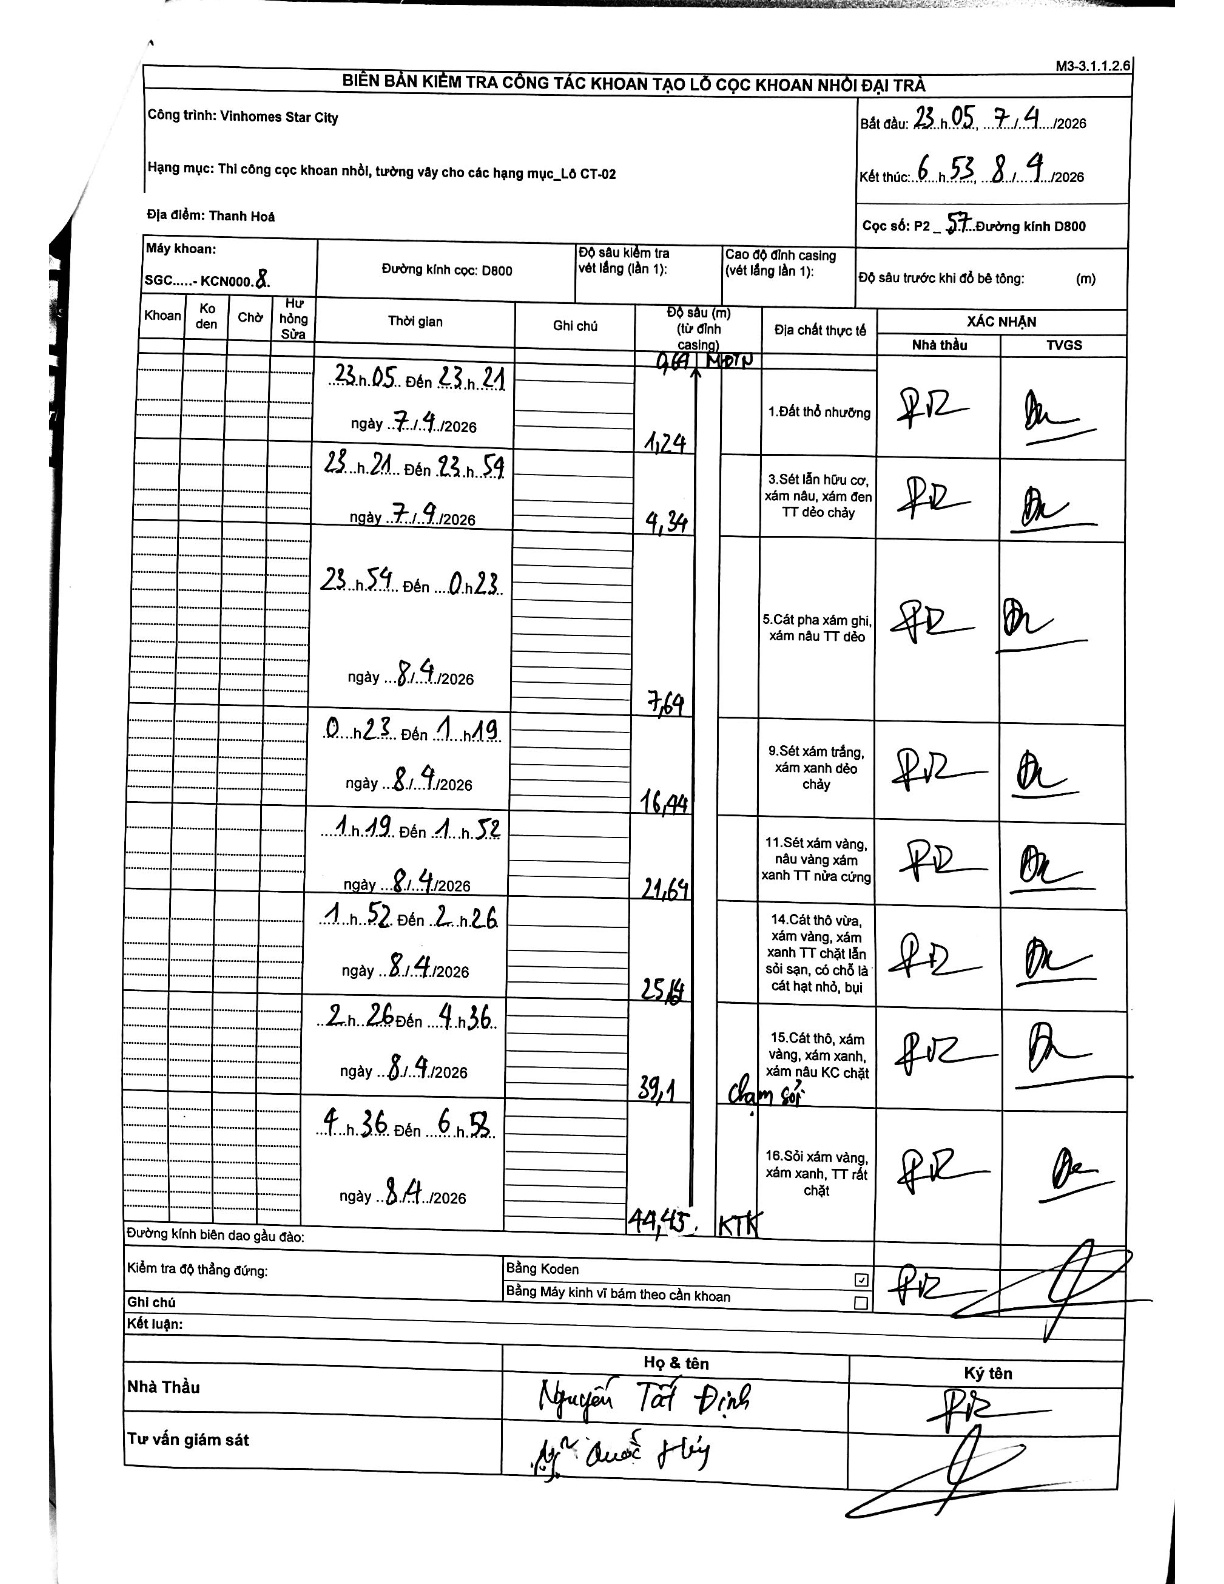 M3-3.1.1.2.6
BIÊN BẢN KIỂM TRA CÔNG TÁC KHOAN TẠO LỖ CỌC KHOAN NHỒI ĐẠI TRÀ
Công trình: Vinhomes Star City
Bắt đầu: 23 h 05, 7/4/2026
Hạng mục: Thi công cọc khoan nhồi, tường vây cho các hạng mục_Lô CT-02
Kết thúc: 6 h 53, 8/4/2026
Địa điểm: Thanh Hoá
Cọc số: P2 _ 57 Đường kính D800
Máy khoan:
SGC.....- KCN000.8.
Đường kính cọc: D800
Độ sâu kiểm tra
vét lắng (lần 1):
Cao độ đỉnh casing
(vét lắng lần 1):
Độ sâu trước khi đổ bê tông: (m)
Khoan
Ko
den
Chờ
Hư
hỏng
Sửa
Thời gian
Ghi chú
Độ sâu (m)
(từ đỉnh
casing)
Địa chất thực tế
XÁC NHẬN
Nhà thầu
TVGS
0,69 MĐTN
23.h.05.. Đến 23.h.21
ngày ..7./.4./2026
1,24
1.Đất thổ nhưỡng
23...h.21.. Đến .23.h.54
ngày ..7./.4./2026
4,34
3.Sét lẫn hữu cơ,
xám nâu, xám đen
TT dẻo chảy
23..h.54.. Đến ....0.h23..
ngày ...8./.4./2026
7,64
5.Cát pha xám ghi,
xám nâu TT dẻo
0...h23. Đến .1..h.19
ngày ...8./.4./2026
16,44
9.Sét xám trắng,
xám xanh dẻo
chảy
1.h.19. Đến .1...h.52
ngày ..8./.4./2026
21,64
11.Sét xám vàng,
nâu vàng xám
xanh TT nửa cứng
1..h.52. Đến ..2..h.26
ngày ..8./.4./2026
25,14
14.Cát thô vừa,
xám vàng, xám
xanh TT chặt lẫn
sỏi sạn, có chỗ là
cát hạt nhỏ, bụi
2.h..26 Đến ...4.h36.
ngày ..8./.4./2026
39,1
15.Cát thô, xám
vàng, xám xanh,
xám nâu KC chặt
Chạm sỏi
4.h.36 Đến ..6.h.53
ngày ..8./.4../2026
44,45.
KTK
16.Sỏi xám vàng,
xám xanh, TT rất
chặt
Đường kính biên dao gầu đào:
Kiểm tra độ thẳng đứng:
Bằng Koden
Bằng Máy kinh vĩ bám theo cần khoan
Ghi chú
Kết luận:
Họ & tên
Ký tên
Nhà Thầu
Nguyễn Tất Định
Tư vấn giám sát
Quốc